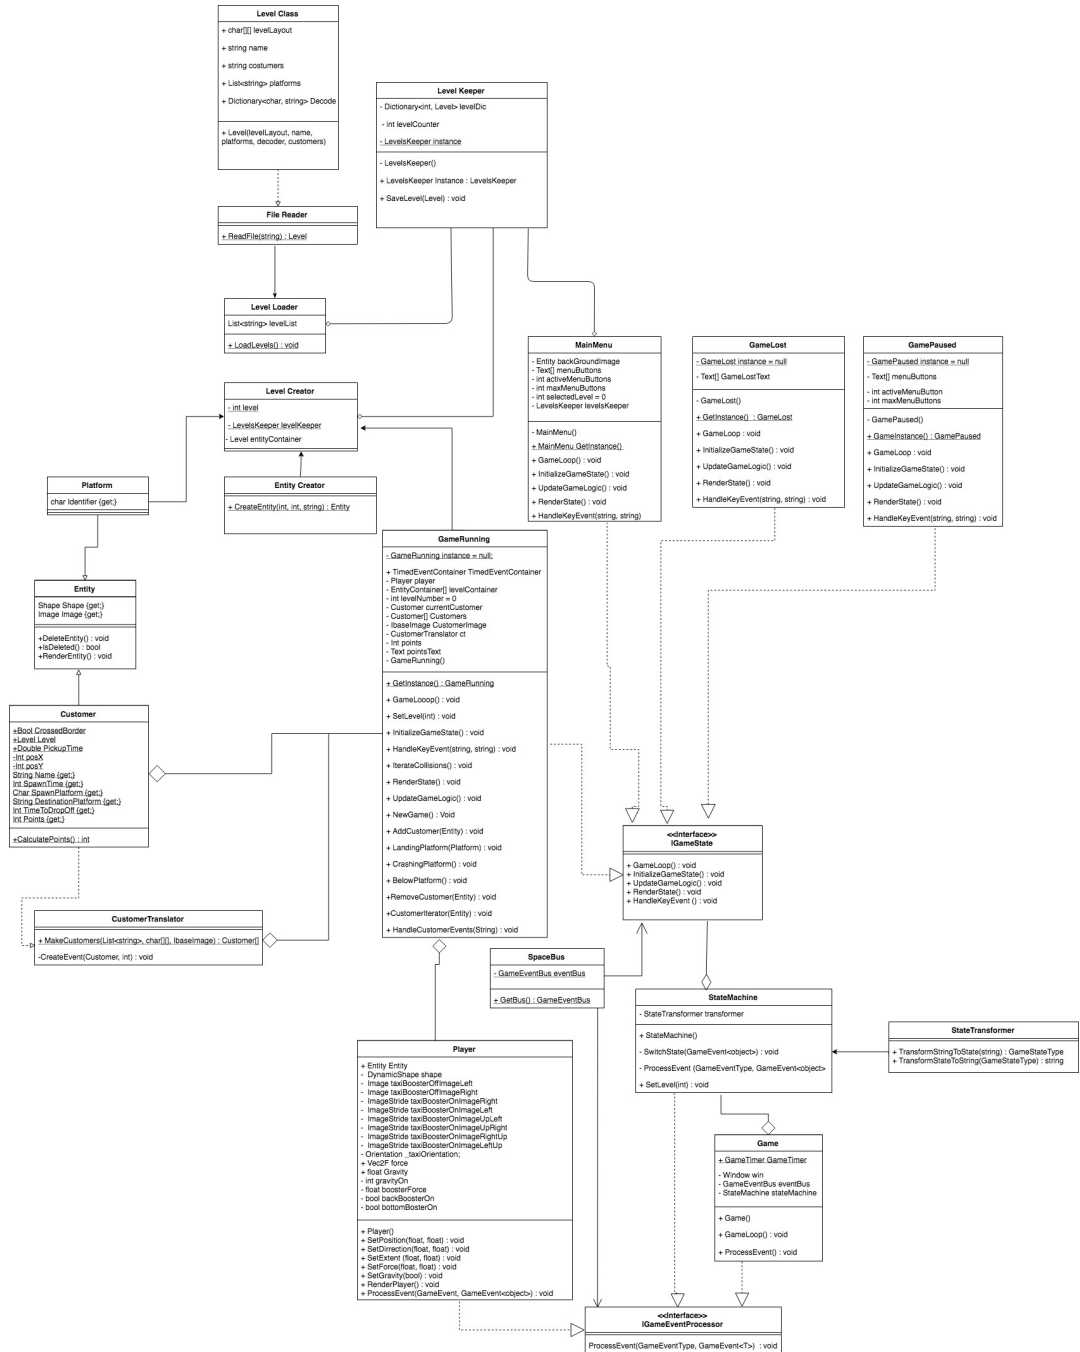 Level Class
+ char[][] levelLayout
+ string name
+ string costumers
+ List<string> platforms
+ Dictionary<char, string> Decode
+ Level(levelLayout, name,
platforms, decoder, customers)
Level Keeper
- Dictionary<int, Level> levelDic
- int levelCounter
- LevelsKeeper instance
- LevelsKeeper()
+ LevelsKeeper Instance : LevelsKeeper
+ SaveLevel(Level) : void
File Reader
+ ReadFile(string) : Level
Level Loader
List<string> levelList
+ LoadLevels() : void
MainMenu
- Entity backGroundImage
- Text[] menuButtons
- int activeMenuButtons
- int maxMenuButtons
- int selectedLevel = 0
- LevelsKeeper levelsKeeper
- MainMenu()
+ MainMenu GetInstance()
+ GameLoop() : void
+ InitializeGameState() : void
+ UpdateGameLogic() : void
+ RenderState() : void
+ HandleKeyEvent(string, string)
GameLost
- GameLost instance = null
- Text[] GameLostText
- GameLost()
+ GetInstance() : GameLost
+ GameLoop : void
+ InitializeGameState() : void
+ UpdateGameLogic() : void
+ RenderState() : void
+ HandleKeyEvent(string, string) : void
GamePaused
- GamePaused instance = null
- Text[] menuButtons
- int activeMenuButton
- int maxMenuButtons
- GamePaused()
+ GameInstance() : GamePaused
+ GameLoop : void
+ InitializeGameState() : void
+ UpdateGameLogic() : void
+ RenderState() : void
+ HandleKeyEvent(string, string) : void
Level Creator
- int level
- LevelsKeeper levelKeeper
- Level entityContainer
Platform
char Identifier {get;}
Entity Creator
+ CreateEntity(int, int, string) : Entity
GameRunning
- GameRunning instance = null;
+ TimedEventContainer TimedEventContainer
- Player player
- EntityContainer[] levelContainer
- int levelNumber = 0
- Customer currentCustomer
- Customer[] Customers
- IbaseImage CustomerImage
- CustomerTranslator ct
- Int points
- Text pointsText
- GameRunning()
+ GetInstance() : GameRunning
+ GameLooop() : void
+ SetLevel(int) : void
+ InitializeGameState() : void
+ HandleKeyEvent(string, string) : void
+ IterateCollisions() : void
+ RenderState() : void
+ UpdateGameLogic() : void
+ NewGame() : Void
+ AddCustomer(Entity) : void
+ LandingPlatform(Platform) : void
+ CrashingPlatform() : void
+ BelowPlatform() : void
+RemoveCustomer(Entity) : void
+CustomerIterator(Entity) : void
+ HandleCustomerEvents(String) : void
Entity
Shape Shape {get;}
Image Image {get;}
+DeleteEntity() : void
+IsDeleted() : bool
+RenderEntity() : void
Customer
+Bool CrossedBorder
+Level Level
+Double PickupTime
-Int posX
-Int posY
String Name {get;}
Int SpawnTime {get;}
Char SpawnPlatform {get;}
String DestinationPlatform {get;}
Int TimeToDropOff {get;}
Int Points {get;}
+CalculatePoints() : int
CustomerTranslator
+ MakeCustomers(List<string>, char[][], IbaseImage) : Customer[]
-CreateEvent(Customer, int) : void
<<Interface>>
IGameState
+ GameLoop() : void
+ InitializeGameState() : void
+ UpdateGameLogic() : void
+ RenderState() : void
+ HandleKeyEvent () : void
SpaceBus
- GameEventBus eventBus
+ GetBus() : GameEventBus
StateMachine
- StateTransformer transformer
+ StateMachine()
- SwitchState(GameEvent<object>) : void
- ProcessEvent (GameEventType, GameEvent<object>
+ SetLevel(int) : void
StateTransformer
+ TransformStringToState(string) : GameStateType
+ TransformStateToString(GameStateType) : string
Player
+ Entity Entity
- DynamicShape shape
- Image taxiBoosterOffImageLeft
- Image taxiBoosterOffImageRight
- ImageStride taxiBoosterOnImageRight
- ImageStride taxiBoosterOnImageLeft
- ImageStride taxiBoosterOnImageUpLeft
- ImageStride taxiBoosterOnImageUpRight
- ImageStride taxiBoosterOnImageRightUp
- ImageStride taxiBoosterOnImageLeftUp
- Orientation _taxiOrientation;
+ Vec2F force
+ float Gravity
- int gravityOn
- float boosterForce
- bool backBoosterOn
- bool bottomBosterOn
+ Player()
+ SetPosition(float, float) : void
+ SetDirrection(float, float) : void
+ SetExtent (float, float) : void
+ SetForce(float, float) : void
+ SetGravity(bool) : void
+ RenderPlayer() : void
+ ProcessEvent(GameEvent, GameEvent<object>) : void
Game
+ GameTimer GameTimer
- Window win
- GameEventBus eventBus
- StateMachine stateMachine
+ Game()
+ GameLoop() : void
+ ProcessEvent() : void
<<Interface>>
IGameEventProcessor
ProcessEvent(GameEventType, GameEvent<T>) : void